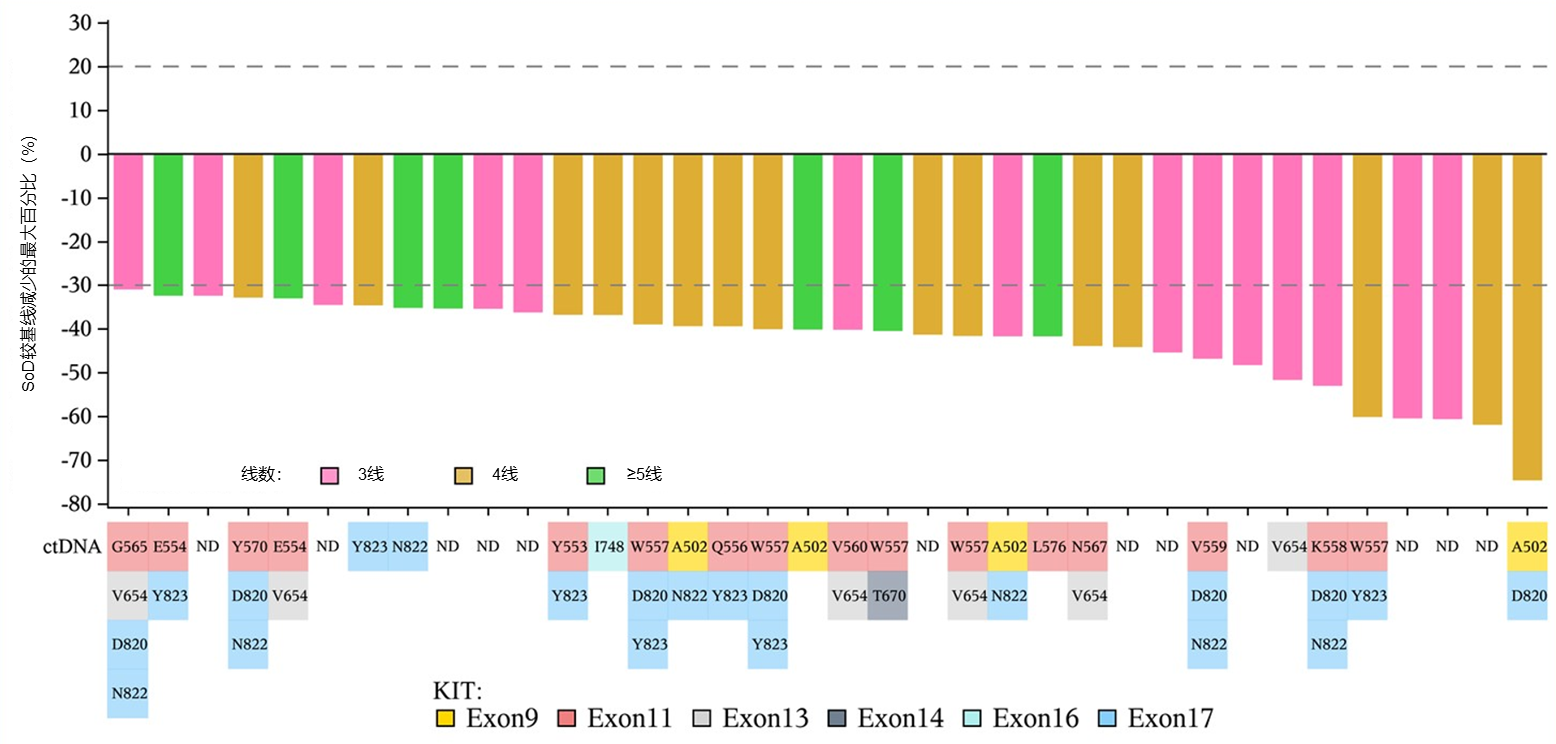 30
20
10
0
-10
-20
-30
-40
-50
-60
-70
-80
SoD较基线减少的最大百分比（%）
线数： 3线 4线 ≥5线
ctDNA G565 E554 ND Y570 E554 ND Y823 N822 ND ND ND Y553 I748 W557 A502 Q556 W557 A502 V560 W557 ND W557 A502 L576 N567 ND ND V559 ND V654 K558 W557 ND ND ND A502
V654 Y823 D820 V654 Y823 D820 N822 Y823 D820 V654 T670 V654 N822 V654 D820 D820 Y823 D820
D820 N822 Y823 Y823 N822 N822
N822
KIT:
Exon9 Exon11 Exon13 Exon14 Exon16 Exon17